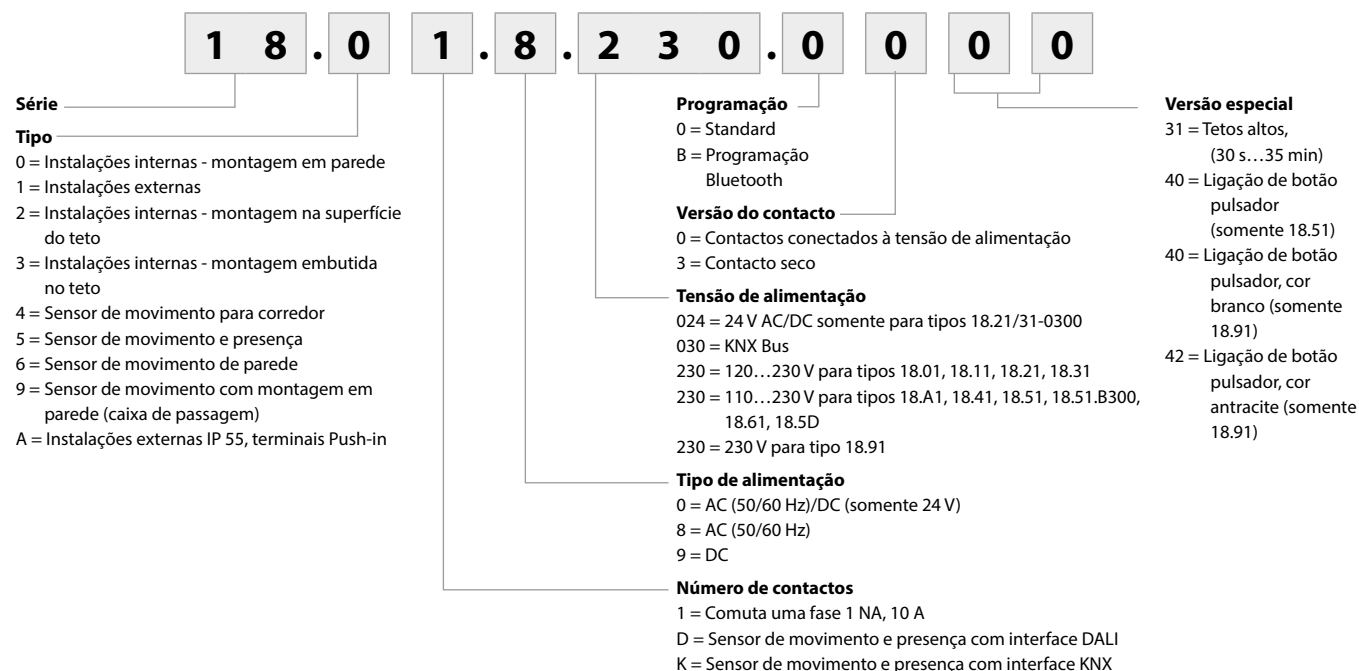 1 8 . 0 1 . 8 . 2 3 0 . 0 0 0 0
Série
Tipo
0 = Instalações internas - montagem em parede
1 = Instalações externas
2 = Instalações internas - montagem na superfície
do teto
3 = Instalações internas - montagem embutida
no teto
4 = Sensor de movimento para corredor
5 = Sensor de movimento e presença
6 = Sensor de movimento de parede
9 = Sensor de movimento com montagem em
parede (caixa de passagem)
A = Instalações externas IP 55, terminais Push-in
Programação
0 = Standard
B = Programação
Bluetooth
Versão do contacto
0 = Contactos conectados à tensão de alimentação
3 = Contacto seco
Tensão de alimentação
024 = 24 V AC/DC somente para tipos 18.21/31-0300
030 = KNX Bus
230 = 120…230 V para tipos 18.01, 18.11, 18.21, 18.31
230 = 110…230 V para tipos 18.A1, 18.41, 18.51, 18.51.B300,
18.61, 18.5D
230 = 230 V para tipo 18.91
Tipo de alimentação
0 = AC (50/60 Hz)/DC (somente 24 V)
8 = AC (50/60 Hz)
9 = DC
Número de contactos
1 = Comuta uma fase 1 NA, 10 A
D = Sensor de movimento e presença com interface DALI
K = Sensor de movimento e presença com interface KNX
Versão especial
31 = Tetos altos,
(30 s…35 min)
40 = Ligação de botão
pulsador
(somente 18.51)
40 = Ligação de botão
pulsador, cor
branco (somente
18.91)
42 = Ligação de botão
pulsador, cor
antracite (somente
18.91)